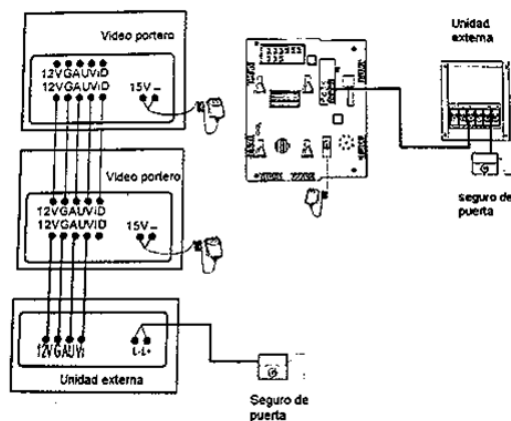 Video portero
12VGAUViD
12VGAUViD
15V
Video portero
12VGAUViD
12VGAUViD
15V
12VGAUVi
L-L+
Unidad externa
Seguro de
puerta
Unidad
externa
seguro de
puerta